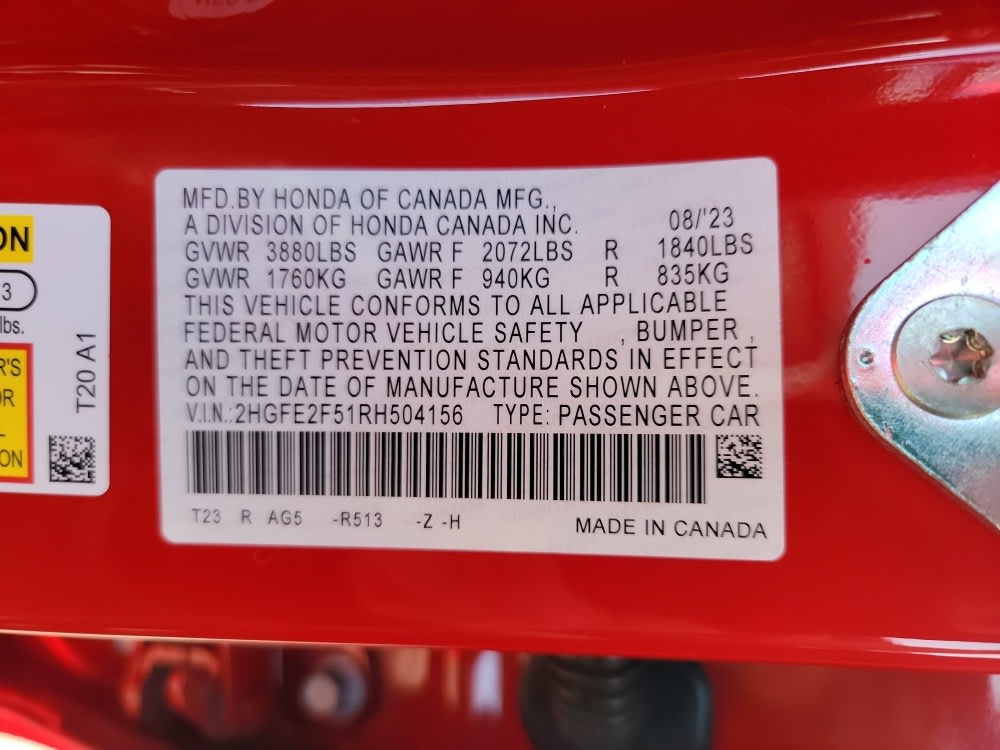 MFD.BY HONDA OF CANADA MFG.,
A DIVISION OF HONDA CANADA INC. 08/'23
GVWR 3880LBS GAWR F 2072LBS R 1840LBS
GVWR 1760KG GAWR F 940KG R 835KG
THIS VEHICLE CONFORMS TO ALL APPLICABLE
FEDERAL MOTOR VEHICLE SAFETY , BUMPER ,
AND THEFT PREVENTION STANDARDS IN EFFECT
ON THE DATE OF MANUFACTURE SHOWN ABOVE.
V.I.N.:2HGFE2F51RH504156 TYPE: PASSENGER CAR
T23 R AG5 -R513 -Z -H MADE IN CANADA
ON
3
lbs.
R'S
OR
L
ON
T20 A1